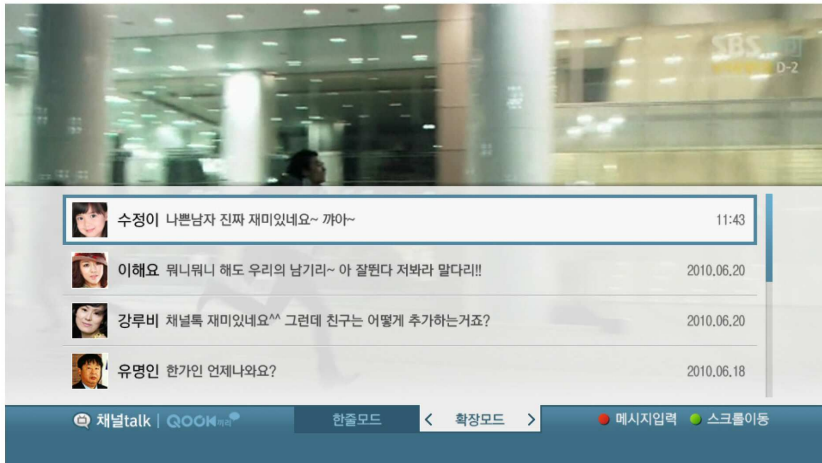 SBS
D-2
수정이 나쁜남자 진짜 재미있네요~ 꺄아~ 11:43
이해요 뭐니뭐니 해도 우리의 남기리~ 아 잘뛴다 저봐라 말다리!! 2010.06.20
강루비 채널톡 재미있네요^^ 그런데 친구는 어떻게 추가하는거죠? 2010.06.20
유명인 한가인 언제나와요? 2010.06.18
채널talk | QOOK 한줄모드 < 확장모드 > 메시지입력 스크롤이동